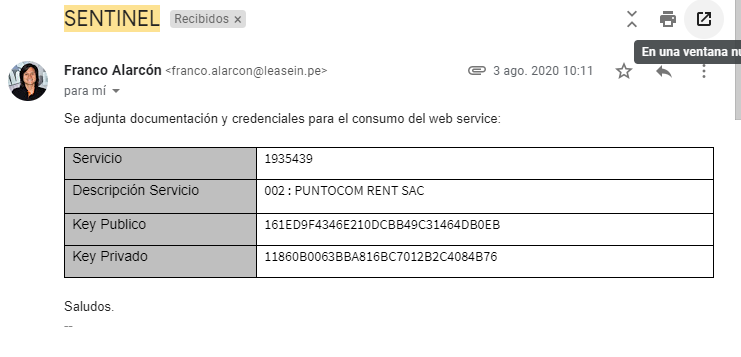 SENTINEL Recibidos x
En una ventana nu
Franco Alarcón <franco.alarcon@leasein.pe> 3 ago. 2020 10:11
para mí
Se adjunta documentación y credenciales para el consumo del web service:
Servicio 1935439
Descripción Servicio 002 : PUNTOCOM RENT SAC
Key Publico 161ED9F4346E210DCBB49C31464DB0EB
Key Privado 11860B0063BBA816BC7012B2C4084B76
Saludos.
--